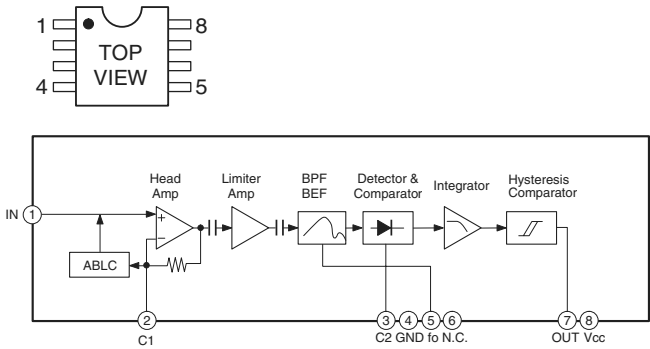 1
8
TOP
VIEW
4
5
Head
Amp
Limiter
Amp
BPF
BEF
Detector &
Comparator
Integrator
Hysteresis
Comparator
IN 1
+
−
ABLC
2
3 4 5 6
7 8
C1
C2 GND fo N.C.
OUT Vcc